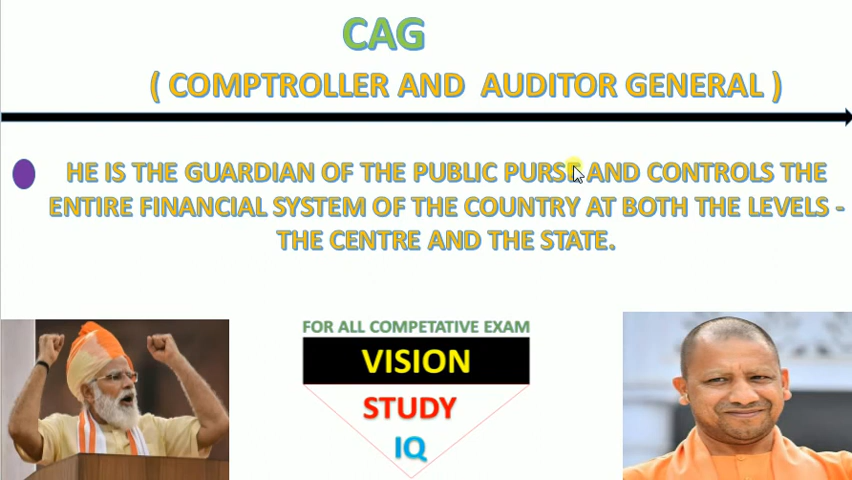 CAG
( COMPTROLLER AND AUDITOR GENERAL )
HE IS THE GUARDIAN OF THE PUBLIC PURSE AND CONTROLS THE
ENTIRE FINANCIAL SYSTEM OF THE COUNTRY AT BOTH THE LEVELS -
THE CENTRE AND THE STATE.
FOR ALL COMPETATIVE EXAM
VISION
STUDY
IQ